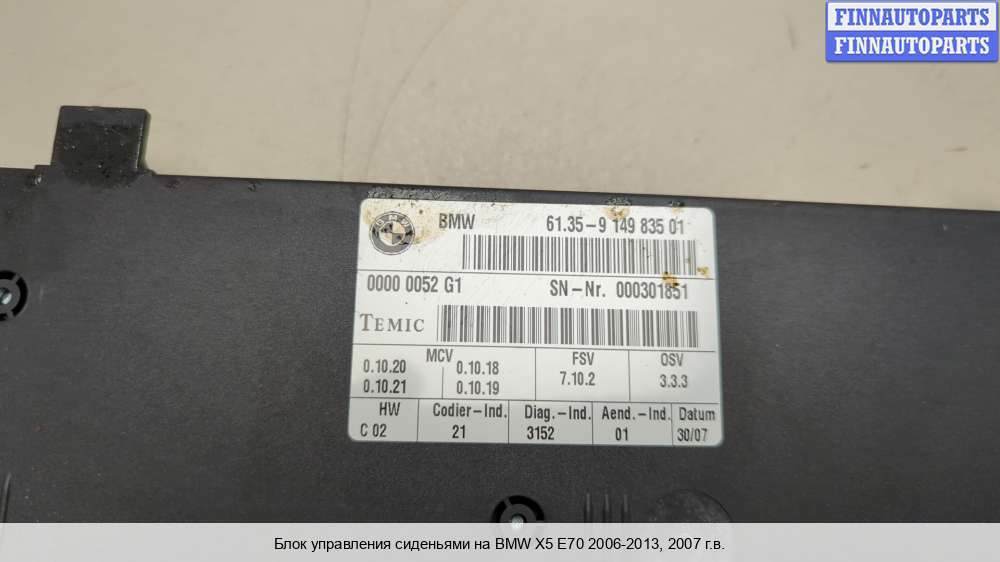 FINNAUTOPARTS
FINNAUTOPARTS
BMW 61.35-9 149 835 01
0000 0052 G1 SN-Nr. 000301851
TEMIC
MCV FSV OSV
0.10.20 0.10.18 7.10.2 3.3.3
0.10.21 0.10.19
HW Codier-Ind. Diag.-Ind. Aend.-Ind. Datum
C 02 21 3152 01 30/07
Блок управления сиденьями на BMW X5 E70 2006-2013, 2007 г.в.